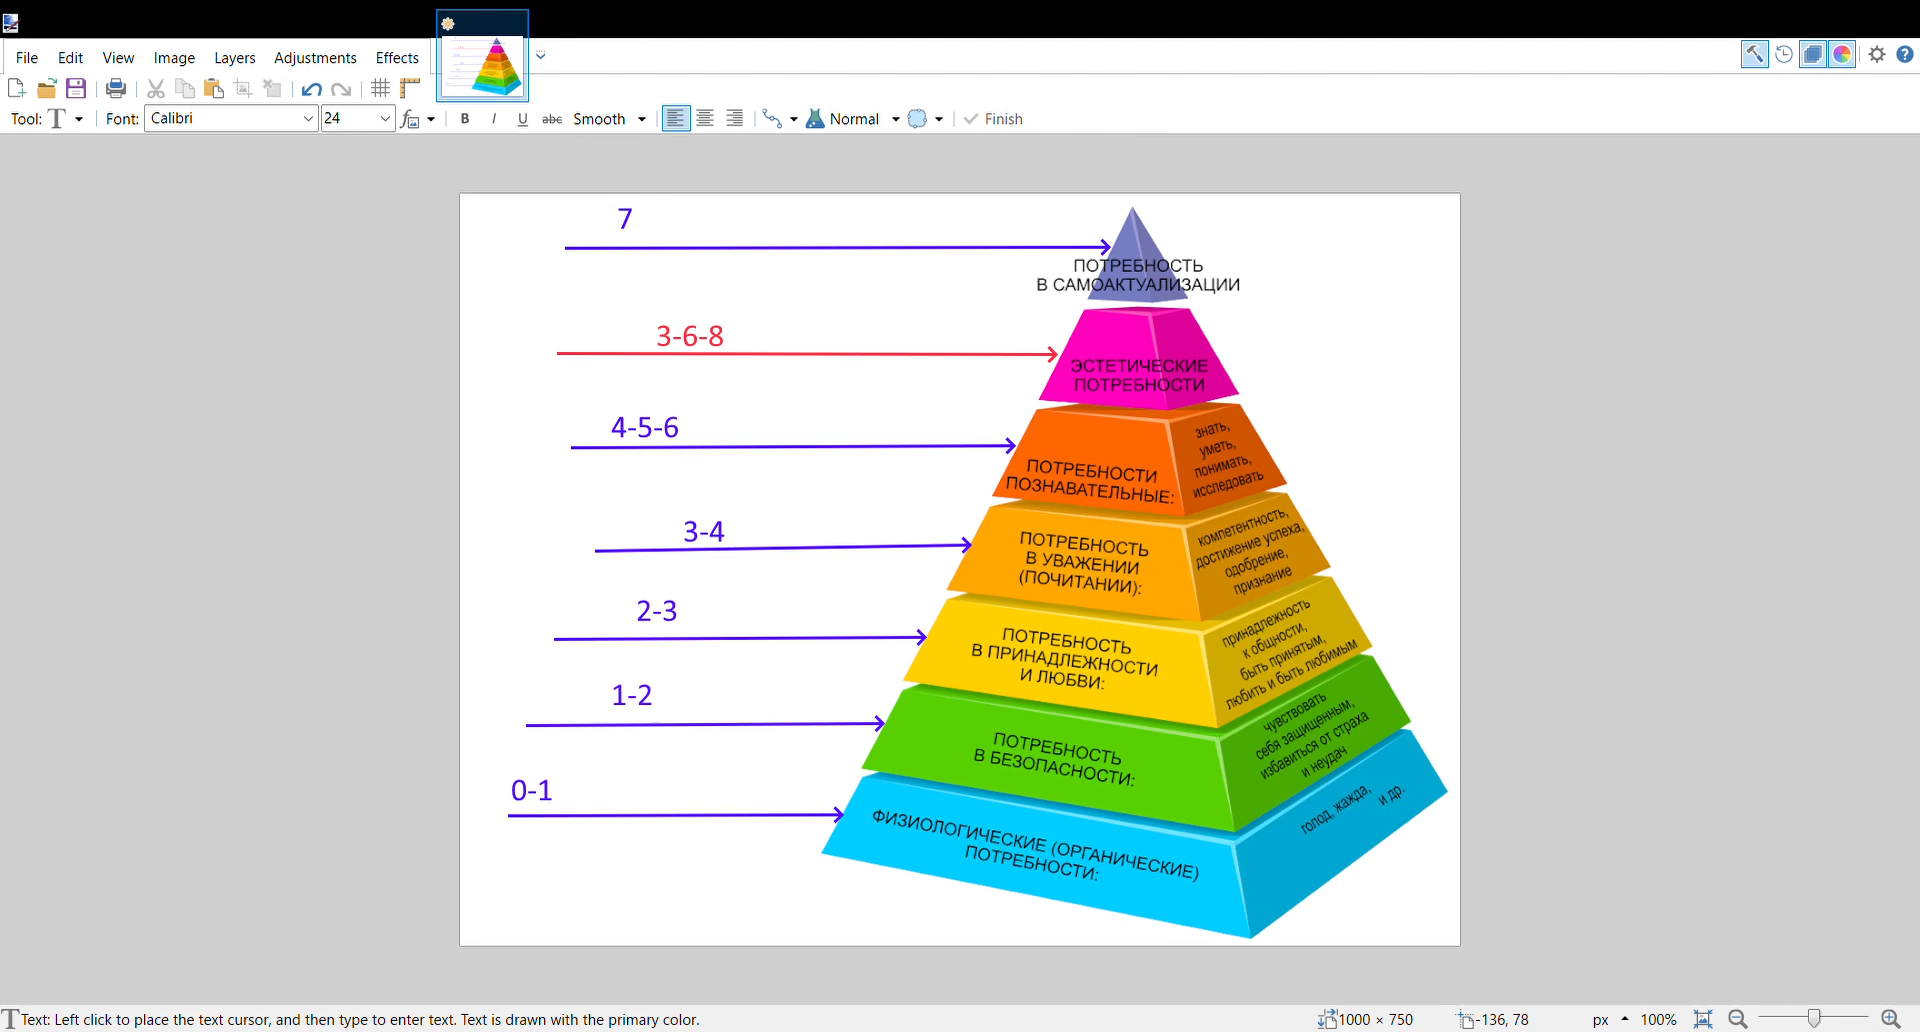 File Edit View Image Layers Adjustments Effects
Tool: T Font: Calibri 24 B I U abc Smooth Normal Finish
7
ПОТРЕБНОСТЬ
В САМОАКТУАЛИЗАЦИИ
3-6-8
ЭСТЕТИЧЕСКИЕ
ПОТРЕБНОСТИ
4-5-6
ПОТРЕБНОСТИ
ПОЗНАВАТЕЛЬНЫЕ:
знать,
уметь,
понимать,
исследовать
3-4
ПОТРЕБНОСТЬ
В УВАЖЕНИИ
(ПОЧИТАНИИ):
компетентность,
достижение успеха,
одобрение,
признание
2-3
ПОТРЕБНОСТЬ
В ПРИНАДЛЕЖНОСТИ
И ЛЮБВИ:
принадлежность
к общности,
быть принятым,
любить и быть любимым
1-2
ПОТРЕБНОСТЬ
В БЕЗОПАСНОСТИ:
чувствовать
себя защищенным,
избавиться от страха
и неудач
0-1
ФИЗИОЛОГИЧЕСКИЕ (ОРГАНИЧЕСКИЕ)
ПОТРЕБНОСТИ:
голод, жажда,
и др.
Text: Left click to place the text cursor, and then type to enter text. Text is drawn with the primary color. 1000 × 750 -136, 78 px 100%